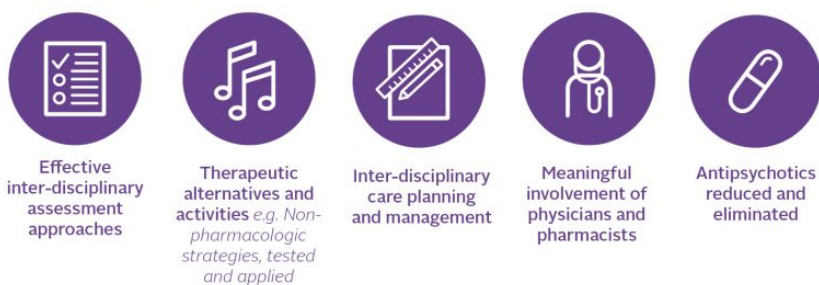 Effective
inter-disciplinary
assessment
approaches
Therapeutic
alternatives and
activities e.g. Non-
pharmacologic
strategies, tested
and applied
Inter-disciplinary
care planning
and management
Meaningful
involvement of
physicians and
pharmacists
Antipsychotics
reduced and
eliminated